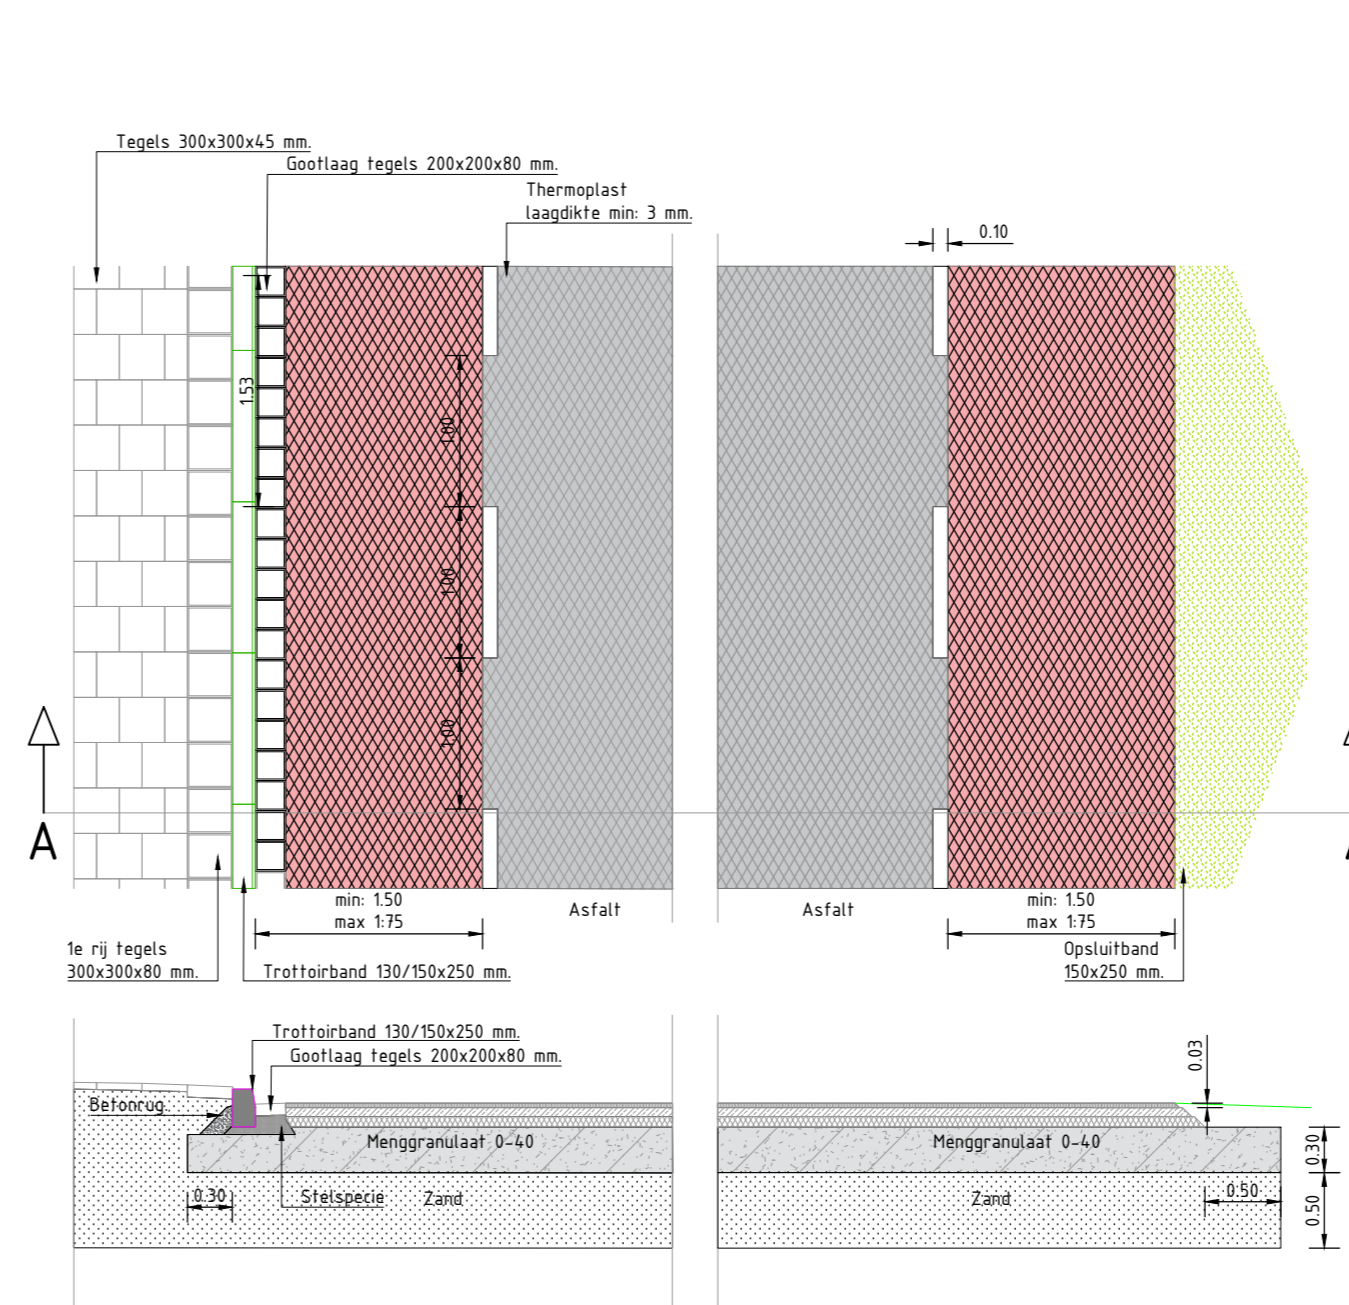 Tegels 300x300x45 mm.
Gootlaag tegels 200x200x80 mm.
Thermoplast
laagdikte min: 3 mm.
0.10
1.53
1.00
1.00
1.00
A
min: 1.50
max 1:75
Asfalt
Asfalt
min: 1.50
max 1:75
1e rij tegels
300x300x80 mm.
Trottoirband 130/150x250 mm.
Opsluitband
150x250 mm.
Trottoirband 130/150x250 mm.
Gootlaag tegels 200x200x80 mm.
0.03
Betonrug
Menggranulaat 0-40
Menggranulaat 0-40
0.30
0.30
Stelspecie
Zand
Zand
0.50
0.50